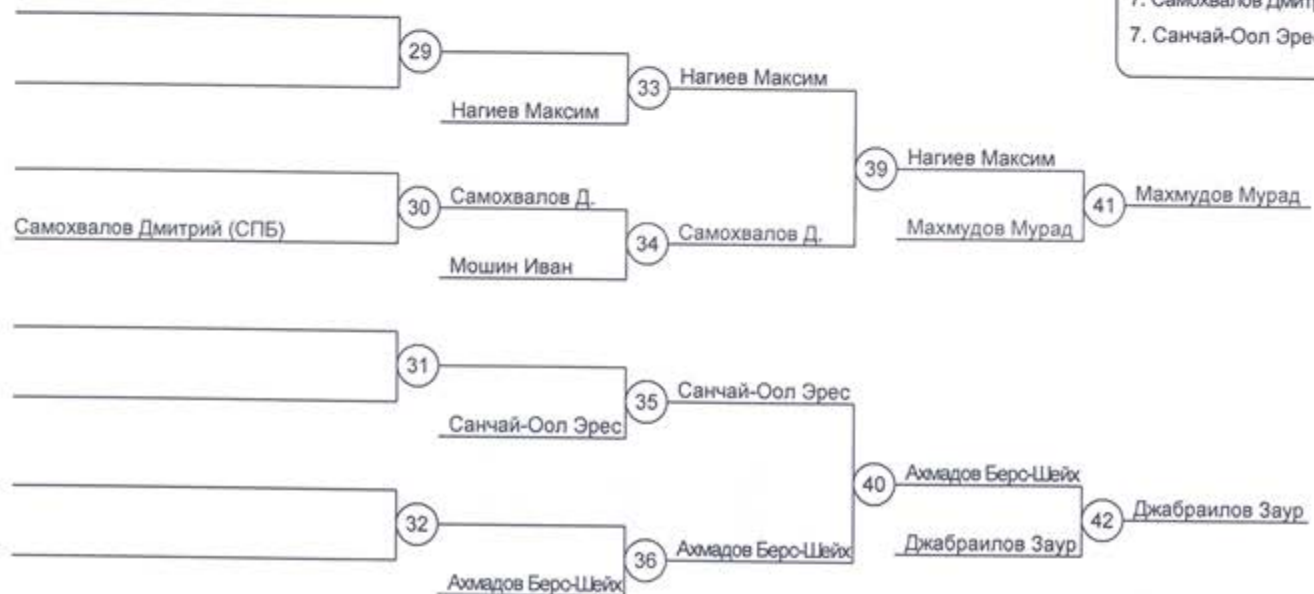 7. Санчай-Оол
29
33
Нагиев Максим
Нагиев Максим
39
Нагиев Максим
30
Самохвалов Д.
41
Махмудов Мурад
Самохвалов Дмитрий (СПБ)
34
Самохвалов Д.
Махмудов Мурад
Мошин Иван
31
35
Санчай-Оол Эрес
Санчай-Оол Эрес
40
Ахмадов Берс-Шейх
32
42
Джабраилов Заур
36
Ахмадов Берс-Шейх
Джабраилов Заур
Ахмадов Берс-Шейх